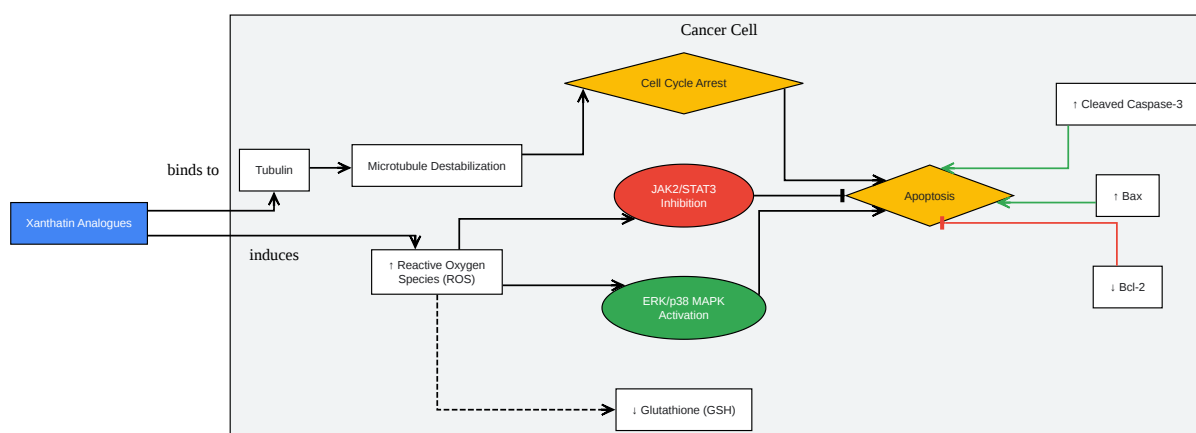 Cancer Cell
Cell Cycle Arrest
↑ Cleaved Caspase-3
binds to
Tubulin
Microtubule Destabilization
JAK2/STAT3
Inhibition
Apoptosis
↑ Bax
Xanthatin Analogues
induces
↑ Reactive Oxygen
Species (ROS)
↓ Bcl-2
ERK/p38 MAPK
Activation
↓ Glutathione (GSH)